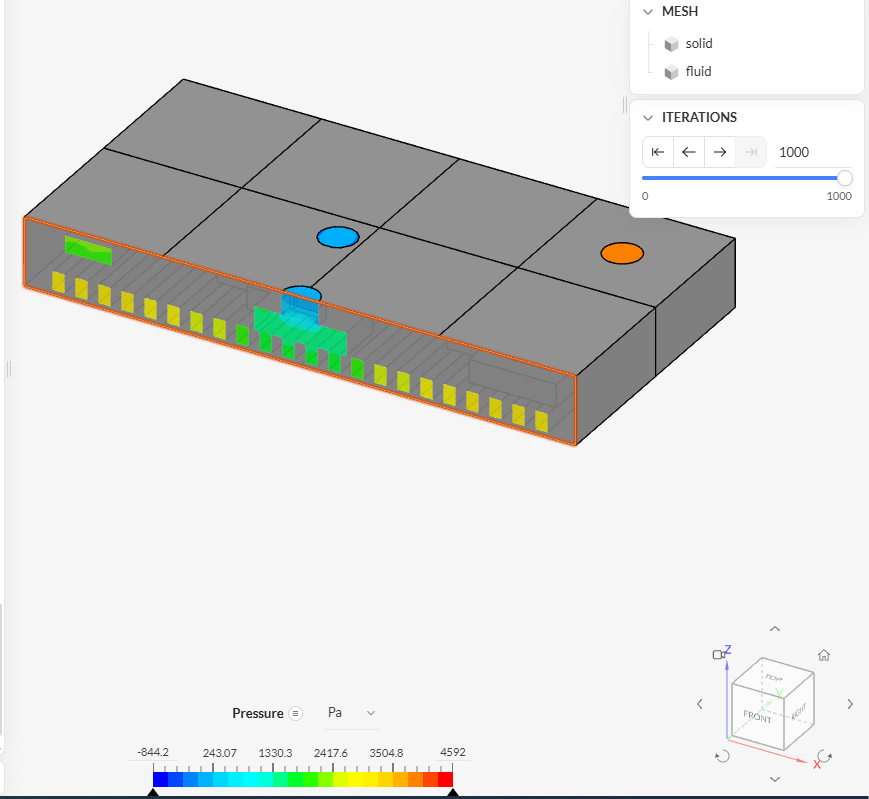 MESH
solid
fluid
ITERATIONS
1000
0 1000
Pressure Pa
-844.2 243.07 1330.3 2417.6 3504.8 4592
Z
TOP
Y
FRONT RIGHT
X